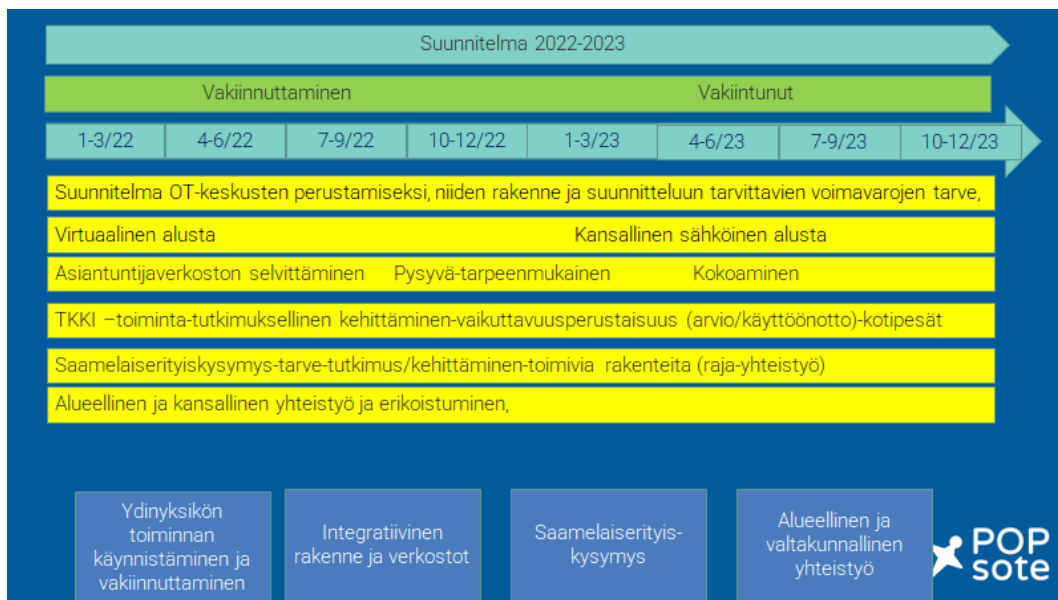 Suunnitelma 2022-2023
Vakiinnuttaminen Vakiintunut
1-3/22 4-6/22 7-9/22 10-12/22 1-3/23 4-6/23 7-9/23 10-12/23
Suunnitelma OT-keskusten perustamiseksi, niiden rakenne ja suunnitteluun tarvittavien voimavarojen tarve,
Virtuaalinen alusta Kansallinen sähköinen alusta
Asiantuntijaverkoston selvittäminen Pysyvä-tarpeenmukainen Kokoaminen
TKKI –toiminta-tutkimuksellinen kehittäminen-vaikuttavuusperustaisuus (arvio/käyttöönotto)-kotipesät
Saamelaiserityiskysymys-tarve-tutkimus/kehittäminen-toimivia rakenteita (raja-yhteistyö)
Alueellinen ja kansallinen yhteistyö ja erikoistuminen,
Ydinyksikön
toiminnan
käynnistäminen ja
vakiinnuttaminen
Integratiivinen
rakenne ja verkostot
Saamelaiserityis-
kysymys
Alueellinen ja
valtakunnallinen
yhteistyö
POP
sote